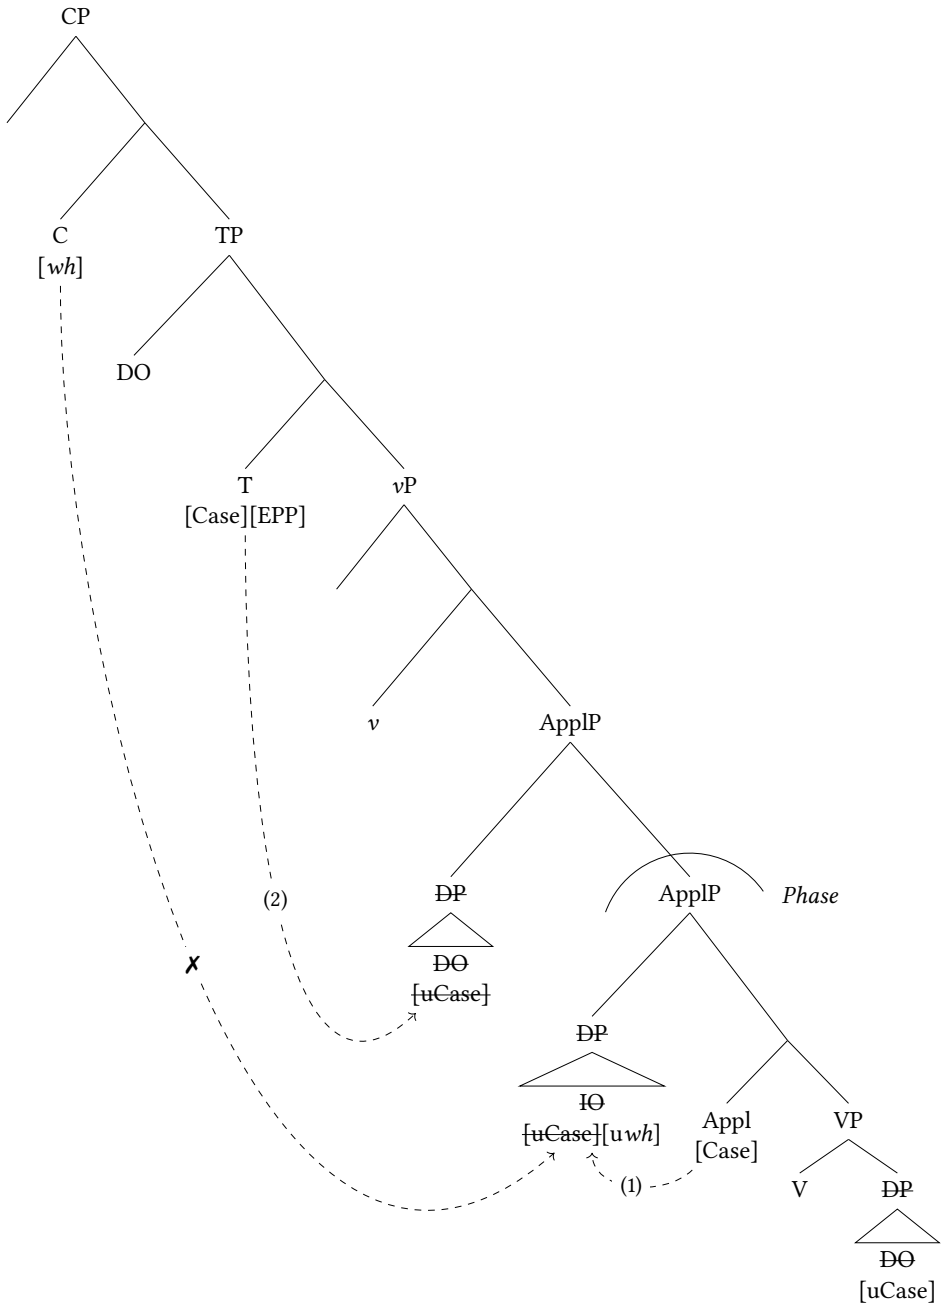 CP
C
TP
[wh]
DO
T
vP
[Case][EPP]
v
ApplP
DP
(2)
ApplP
Phase
DO
✗
[uCase]
DP
IO
Appl
VP
[uCase][uwh]
[Case]
(1)
V
DP
DO
[uCase]